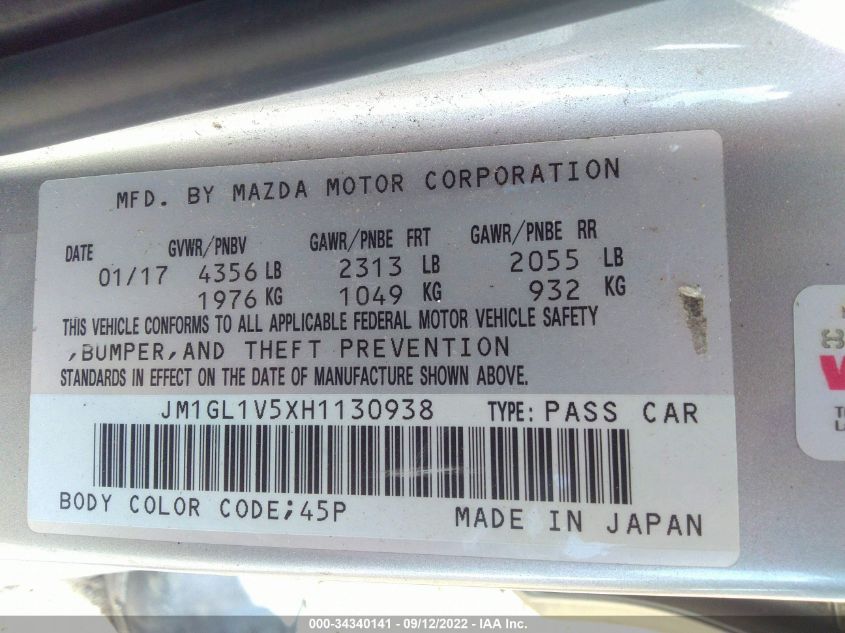 MFD. BY MAZDA MOTOR CORPORATION
DATE GVWR/PNBV GAWR/PNBE FRT GAWR/PNBE RR
01/17 4356 LB 2313 LB 2055 LB
1976 KG 1049 KG 932 KG
THIS VEHICLE CONFORMS TO ALL APPLICABLE FEDERAL MOTOR VEHICLE SAFETY
,BUMPER,AND THEFT PREVENTION
STANDARDS IN EFFECT ON THE DATE OF MANUFACTURE SHOWN ABOVE.
JM1GL1V5XH1130938 TYPE: PASS CAR
BODY COLOR CODE;45P MADE IN JAPAN
000-34340141 - 09/12/2022 - IAA Inc.